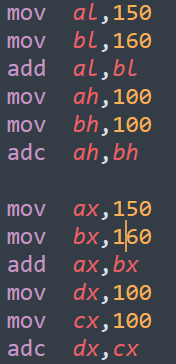 mov al,150
mov bl,160
add al,bl
mov ah,100
mov bh,100
adc ah,bh
mov ax,150
mov bx,160
add ax,bx
mov dx,100
mov cx,100
adc dx,cx